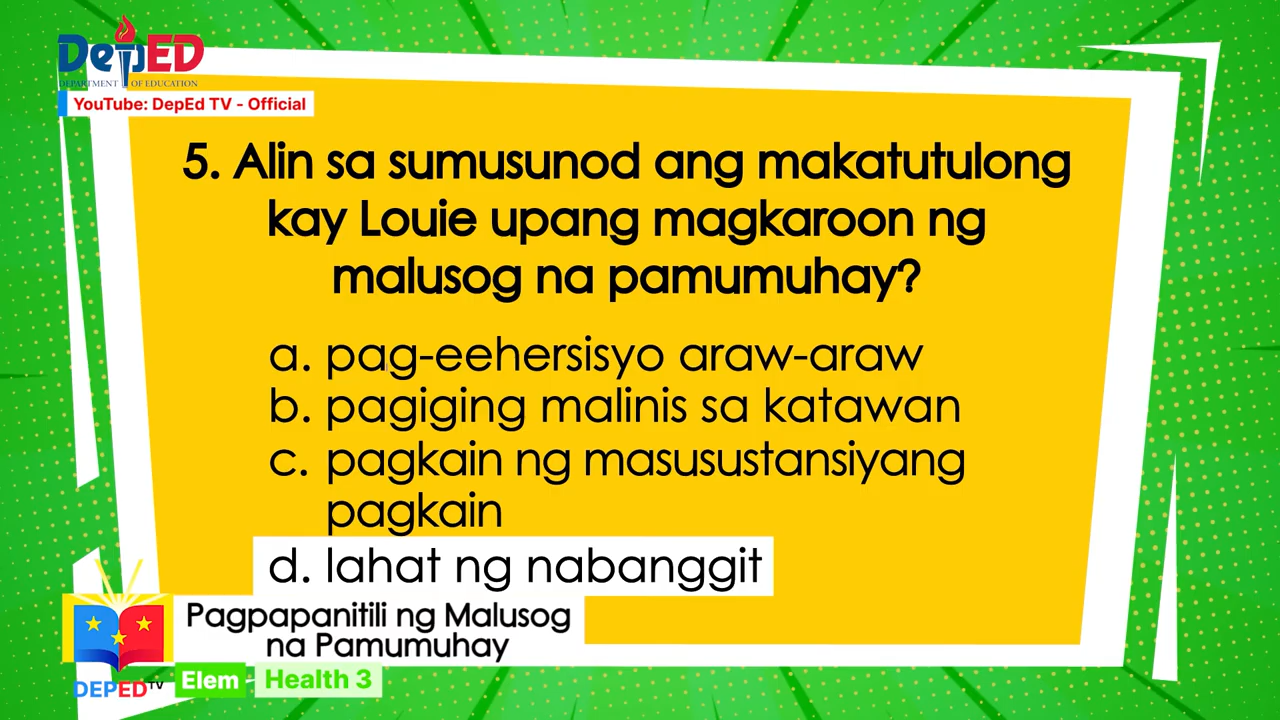 DepED
DEPARTMENT OF EDUCATION
YouTube: DepEd TV - Official
5. Alin sa sumusunod ang makatutulong
kay Louie upang magkaroon ng
malusog na pamumuhay?
a. pag-eehersisyo araw-araw
b. pagiging malinis sa katawan
c. pagkain ng masusustansiyang
pagkain
d. lahat ng nabanggit
Pagpapanitili ng Malusog
na Pamumuhay
DEPED TV
Elem
Health 3